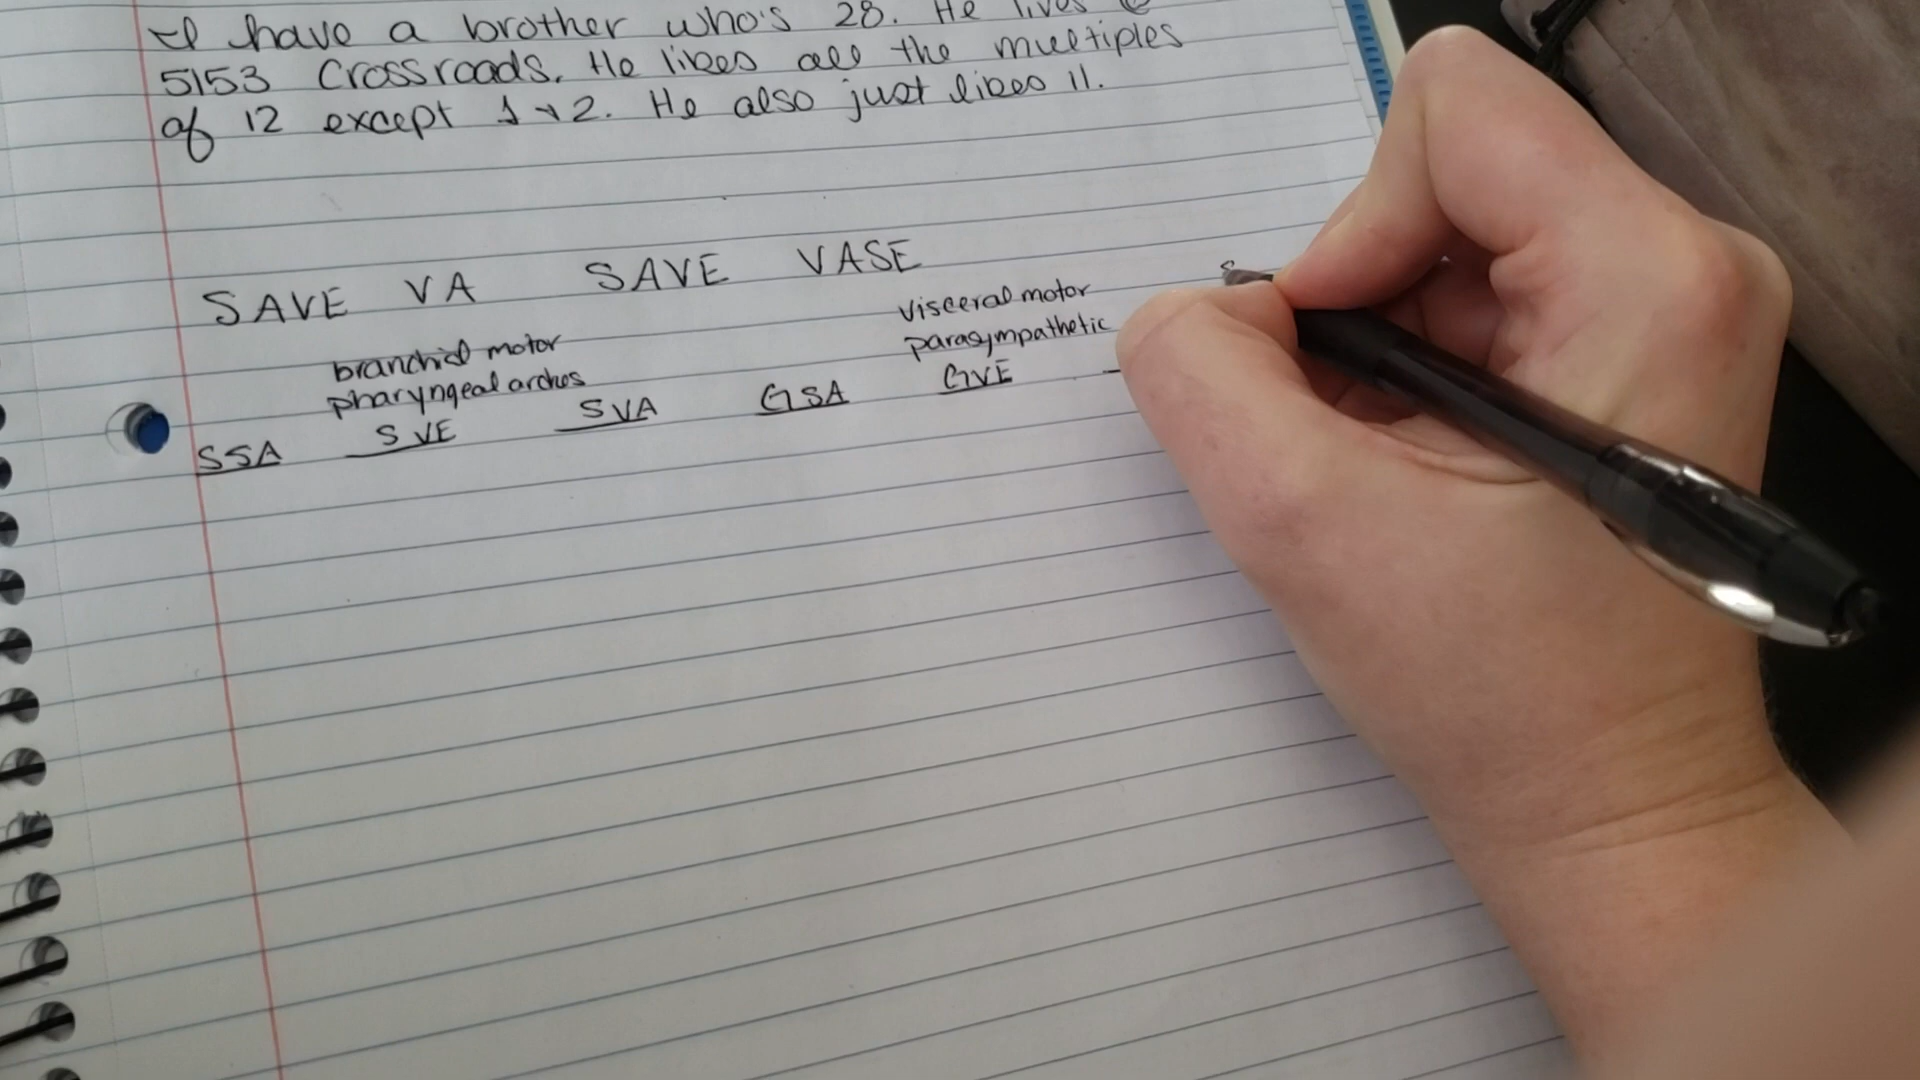 I have a brother who's 28. He lives @
5153 Crossroads. He likes all the multiples
of 12 except 1 + 2. He also just likes 11.
SAVE VA SAVE VASE
branchial motor
pharyngeal arches
visceral motor
parasympathetic
SSA SVE SVA GSA GVE